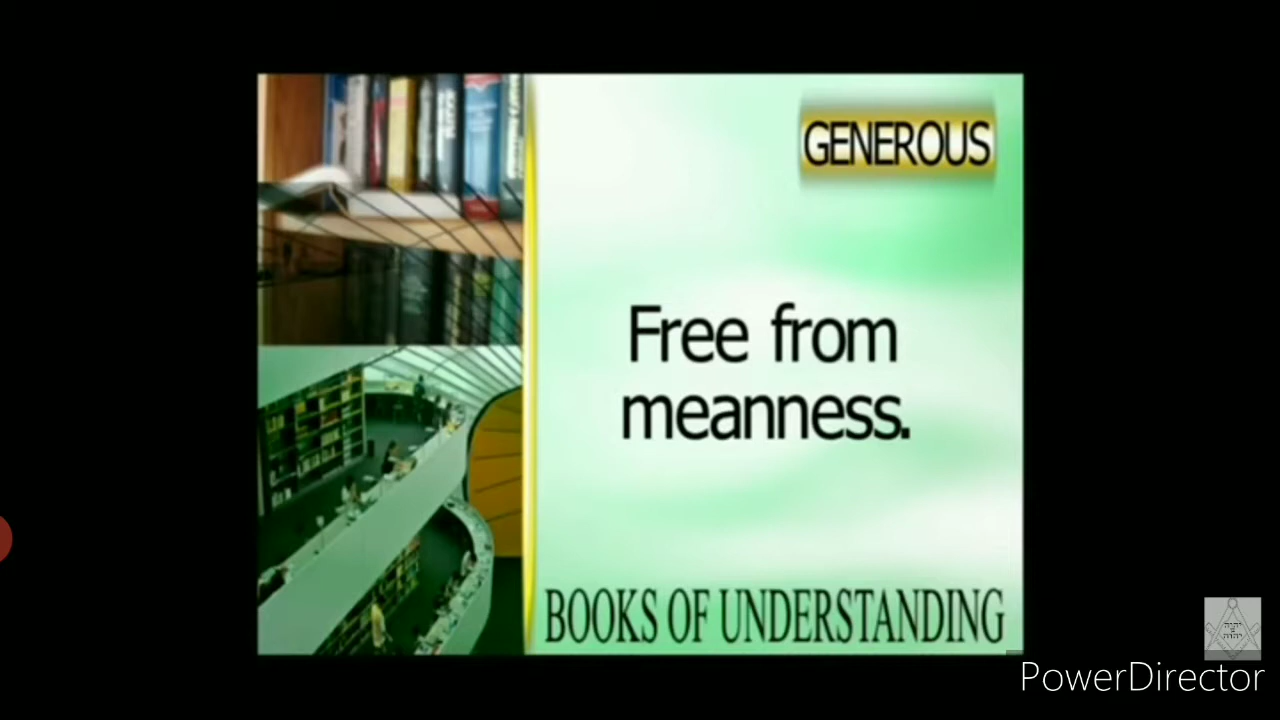 GENEROUS
Free from
meanness.
BOOKS OF UNDERSTANDING
PowerDirector